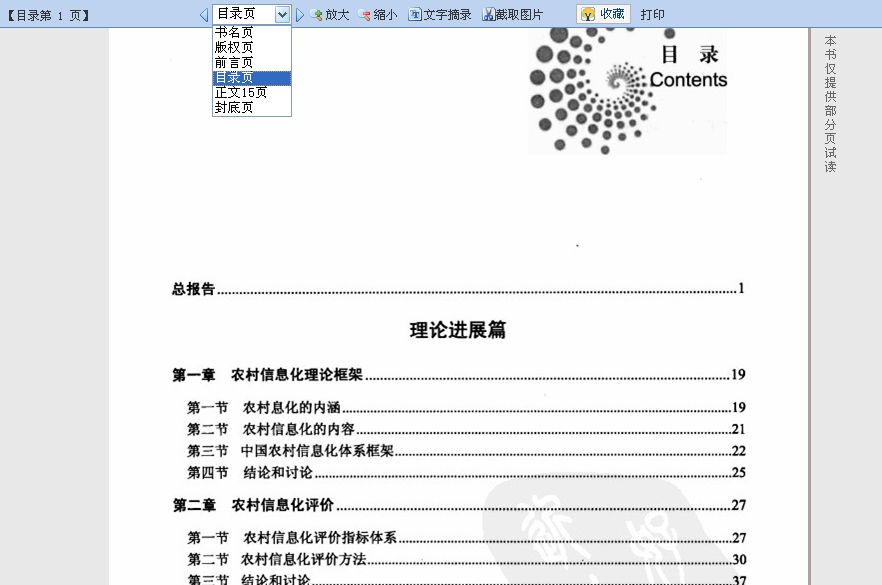 【目录第 1 页】 目录页 放大 缩小 文字摘录 截取图片 收藏 打印
书名页
版权页
前言页
目录页
正文15页
封底页
目 录
Contents
本书仅提供部分页试读
总报告 1
理论进展篇
第一章 农村信息化理论框架 19
第一节 农村息化的内涵 19
第二节 农村信息化的内容 21
第三节 中国农村信息化体系框架 22
第四节 结论和讨论 25
第二章 农村信息化评价 27
第一节 农村信息化评价指标体系 27
第二节 农村信息化评价方法 30
第三节 结论和讨论 37